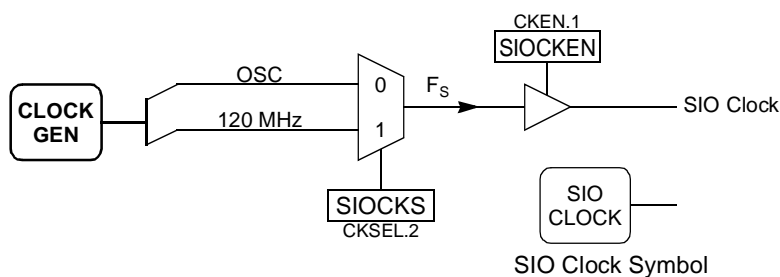 CKEN.1
SIOCKEN
CLOCK
GEN
OSC
120 MHz
0
1
FS
SIO Clock
SIOCKS
CKSEL.2
SIO
CLOCK
SIO Clock Symbol